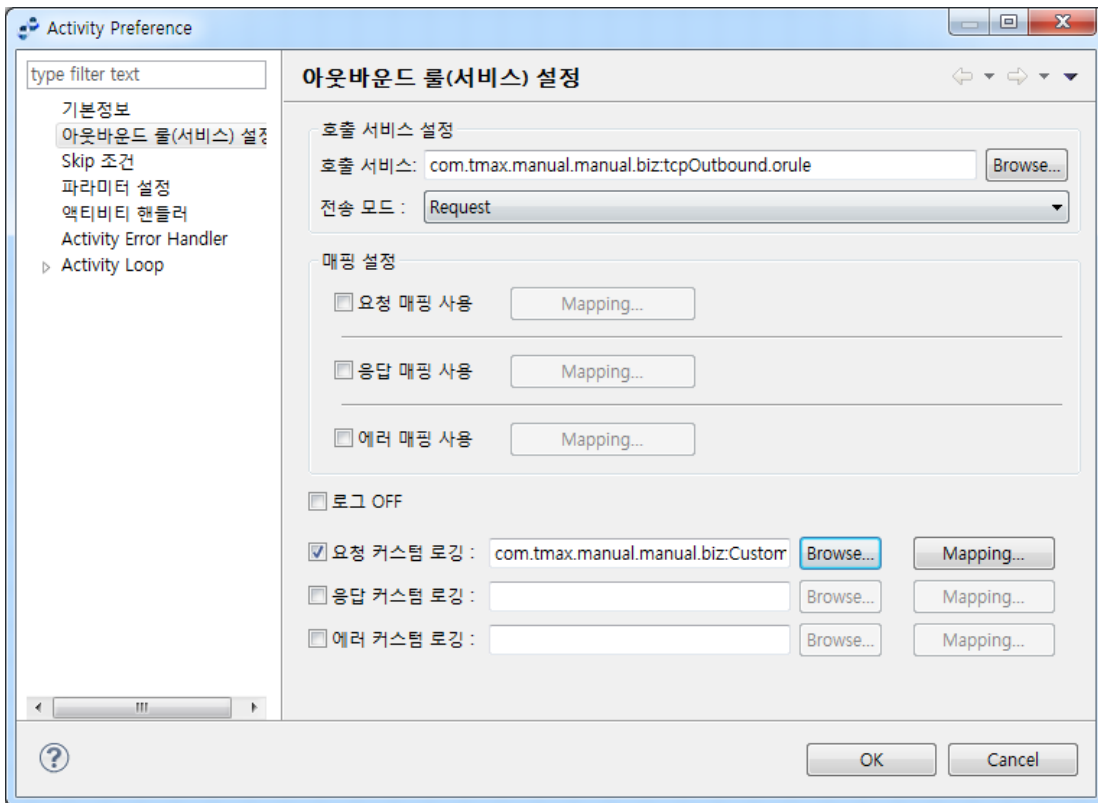 Activity Preference
type filter text
기본정보
아웃바운드 룰(서비스) 설정
Skip 조건
파라미터 설정
액티비티 핸들러
Activity Error Handler
Activity Loop
아웃바운드 룰(서비스) 설정
호출 서비스 설정
호출 서비스: com.tmax.manual.manual.biz:tcpOutbound.orule Browse...
전송 모드 : Request
매핑 설정
요청 매핑 사용 Mapping...
응답 매핑 사용 Mapping...
에러 매핑 사용 Mapping...
로그 OFF
요청 커스텀 로깅 : com.tmax.manual.manual.biz:Custom Browse... Mapping...
응답 커스텀 로깅 : Browse... Mapping...
에러 커스텀 로깅 : Browse... Mapping...
OK Cancel